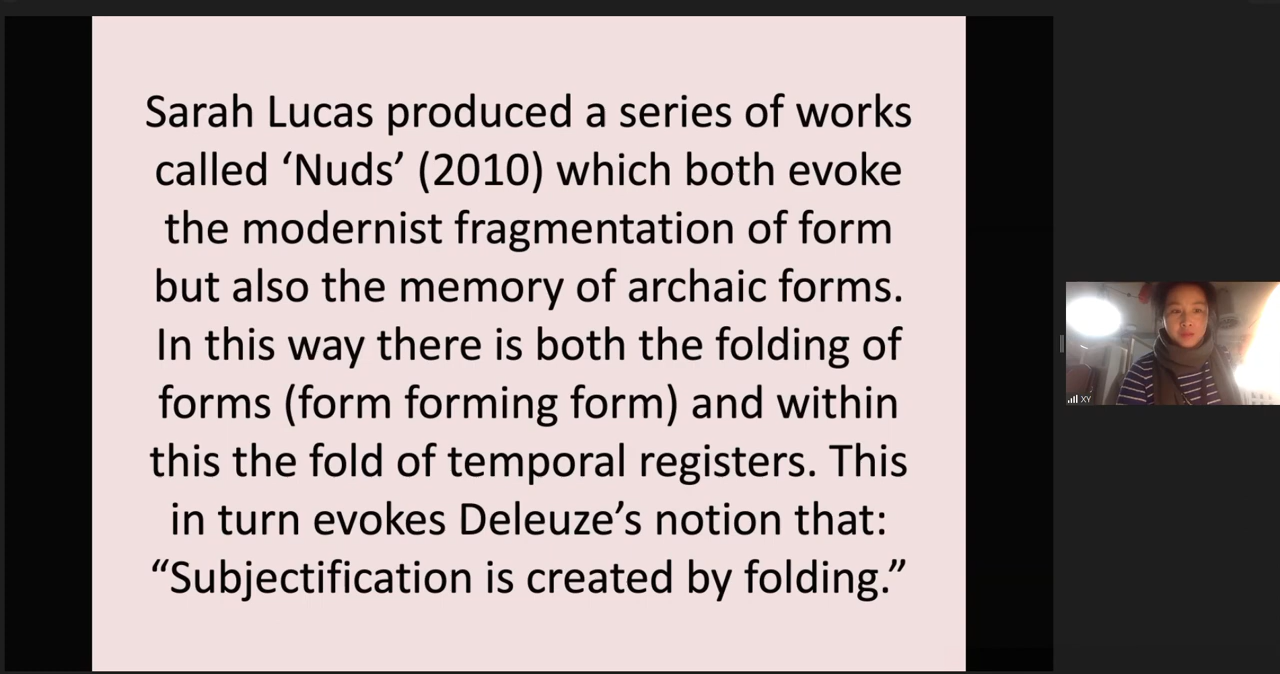 Sarah Lucas produced a series of works
called ‘Nuds’ (2010) which both evoke
the modernist fragmentation of form
but also the memory of archaic forms.
In this way there is both the folding of
forms (form forming form) and within
this the fold of temporal registers. This
in turn evokes Deleuze’s notion that:
“Subjectification is created by folding.”
XY